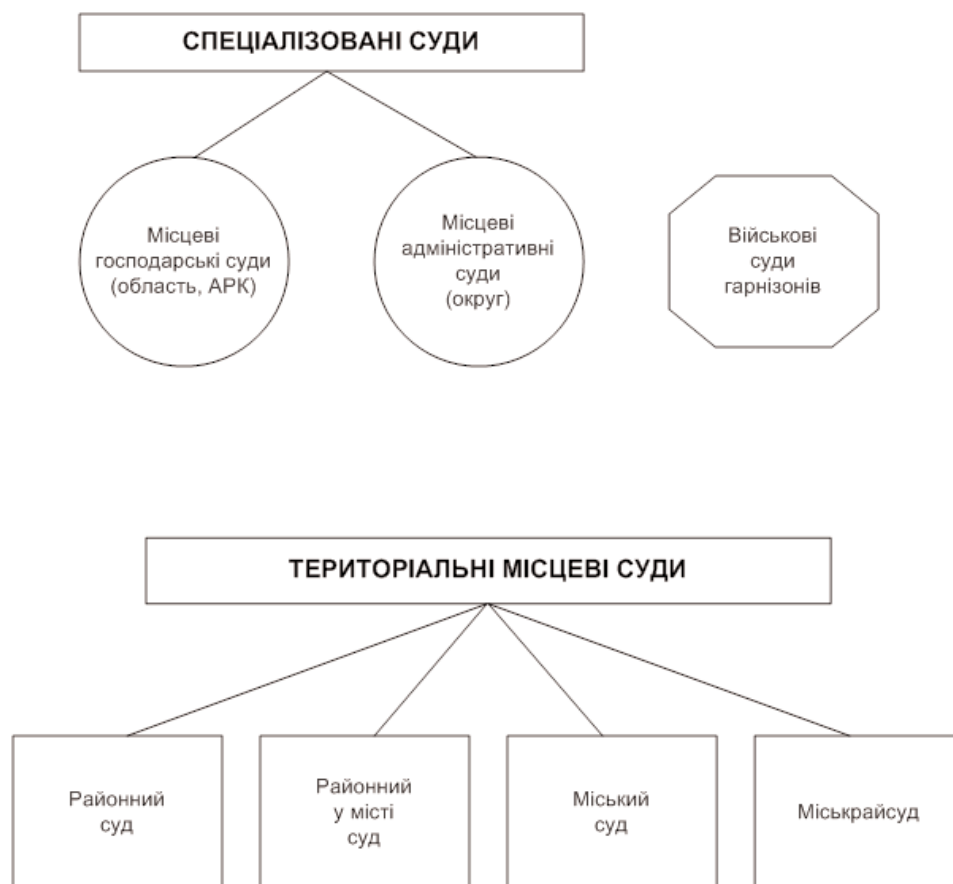 СПЕЦІАЛІЗОВАНІ СУДИ
Місцеві
господарські суди
(область, АРК)
Місцеві
адміністративні
суди
(округ)
Військові
суди
гарнізонів
ТЕРИТОРІАЛЬНІ МІСЦЕВІ СУДИ
Районний
суд
Районний
у місті
суд
Міський
суд
Міськрайсуд